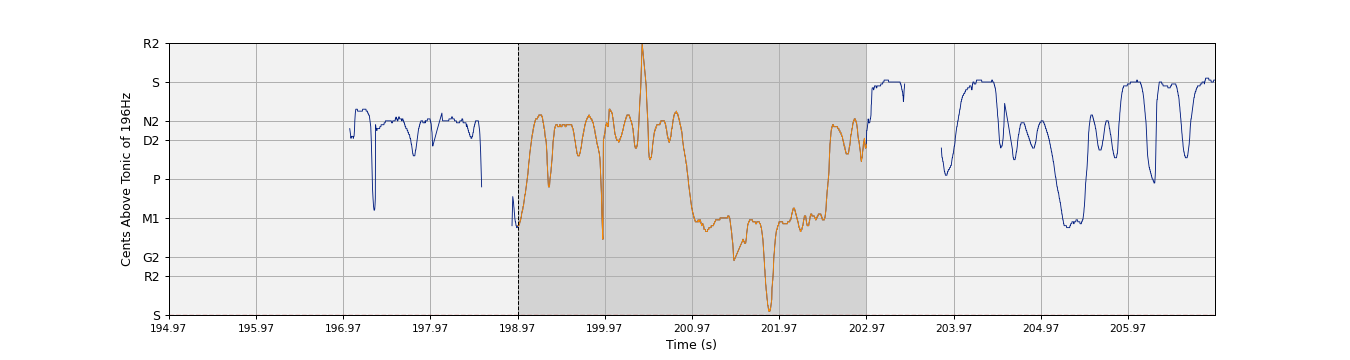 R2
S
N2
D2
P
M1
G2
R2
S
Cents Above Tonic of 196Hz
194.97 195.97 196.97 197.97 198.97 199.97 200.97 201.97 202.97 203.97 204.97 205.97
Time (s)